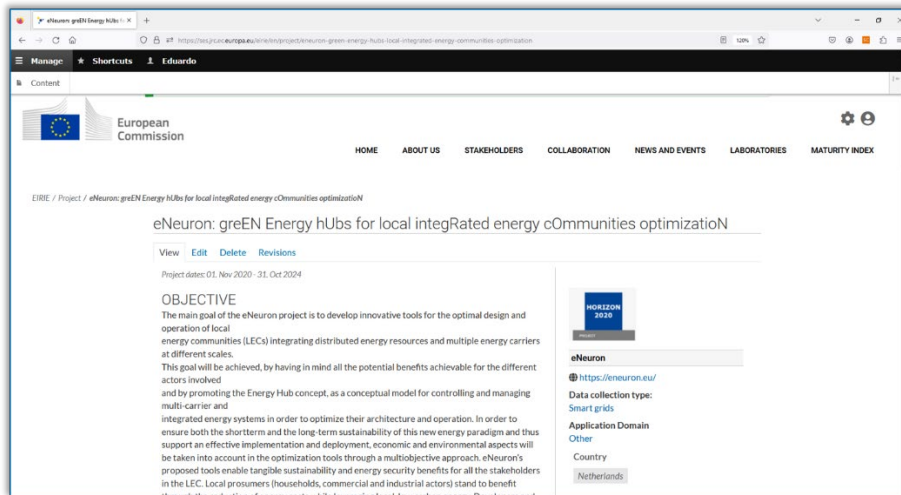 eNeuron: greEN Energy hUbs fo
https://ses.jrc.ec.europa.eu/eirie/en/project/eneuron-green-energy-hubs-local-integrated-energy-communities-optimization
120%
Manage Shortcuts Eduardo
Content
European
Commission
HOME ABOUT US STAKEHOLDERS COLLABORATION NEWS AND EVENTS LABORATORIES MATURITY INDEX
EIRIE / Project / eNeuron: greEN Energy hUbs for local integRated energy cOmmunities optimizatioN
eNeuron: greEN Energy hUbs for local integRated energy cOmmunities optimizatioN
View Edit Delete Revisions
Project dates: 01. Nov 2020 - 31. Oct 2024
OBJECTIVE
The main goal of the eNeuron project is to develop innovative tools for the optimal design and
operation of local
energy communities (LECs) integrating distributed energy resources and multiple energy carriers
at different scales.
This goal will be achieved, by having in mind all the potential benefits achievable for the different
actors involved
and by promoting the Energy Hub concept, as a conceptual model for controlling and managing
multi-carrier and
integrated energy systems in order to optimize their architecture and operation. In order to
ensure both the shortterm and the long-term sustainability of this new energy paradigm and thus
support an effective implementation and deployment, economic and environmental aspects will
be taken into account in the optimization tools through a multiobjective approach. eNeuron's
proposed tools enable tangible sustainability and energy security benefits for all the stakeholders
in the LEC. Local prosumers (households, commercial and industrial actors) stand to benefit
HORIZON
2020
PROJECT
eNeuron
https://eneuron.eu/
Data collection type:
Smart grids
Application Domain
Other
Country
Netherlands